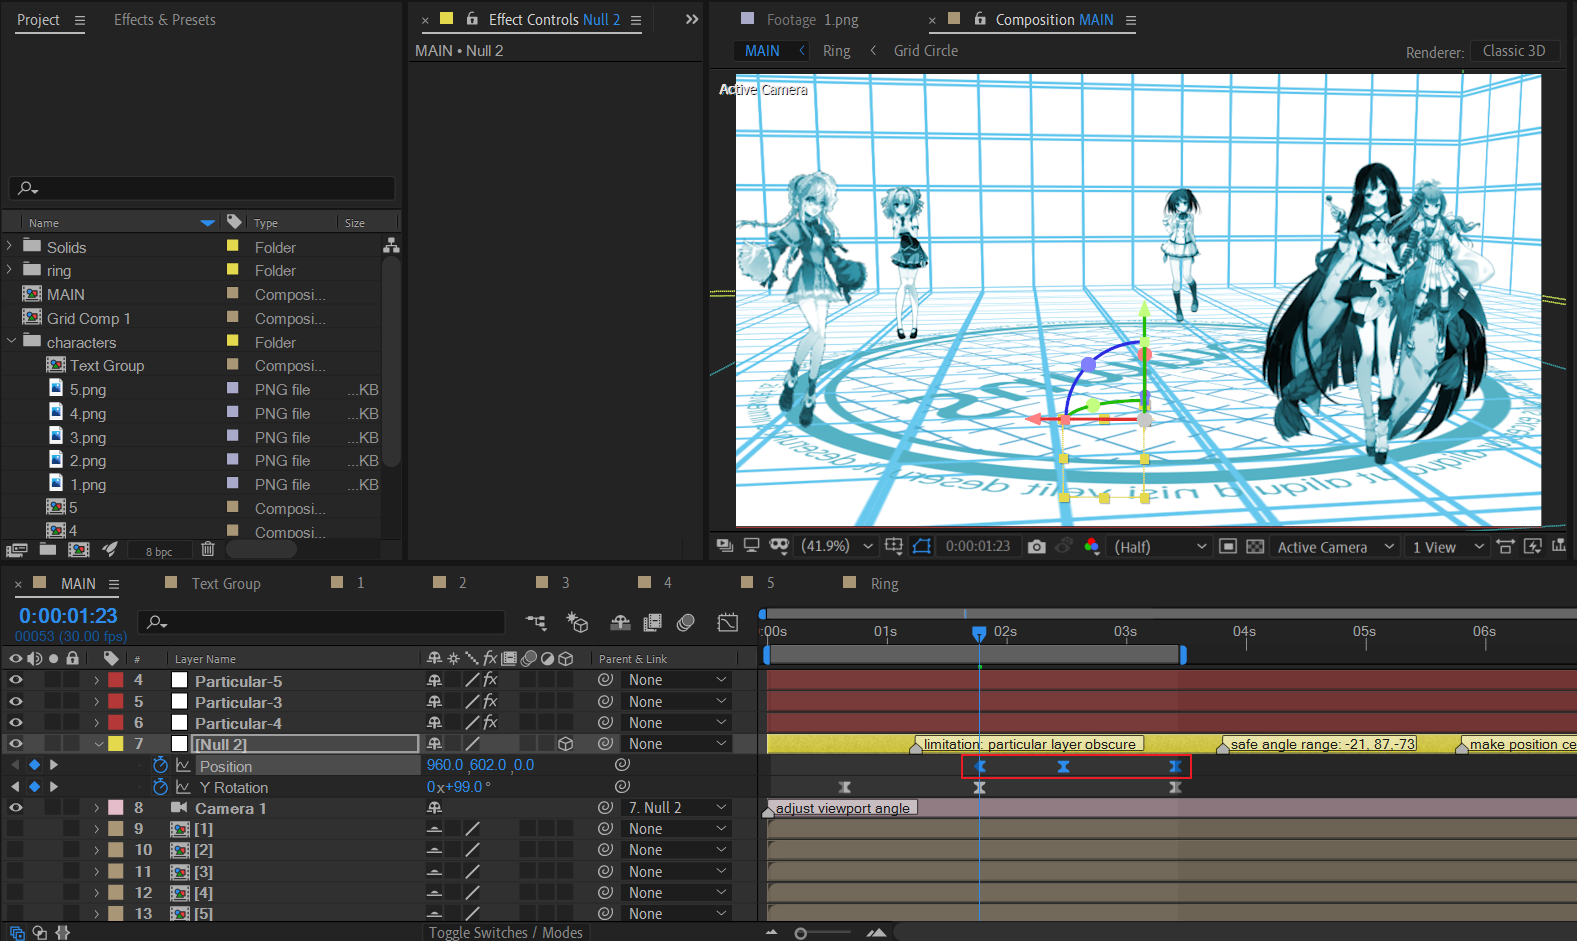 Project
Effects & Presets
Effect Controls Null 2
Footage 1.png
Composition MAIN
MAIN • Null 2
MAIN
Ring
Grid Circle
Renderer:
Classic 3D
Active Camera
Name
Type
Size
Solids
Folder
ring
Folder
MAIN
Composi...
Grid Comp 1
Composi...
characters
Folder
Text Group
Composi...
5.png
PNG file
...KB
4.png
PNG file
...KB
3.png
PNG file
...KB
2.png
PNG file
...KB
1.png
PNG file
...KB
5
Composi...
4
Composi...
8 bpc
(41.9%)
0:00:01:23
(Half)
Active Camera
1 View
MAIN
Text Group
1
2
3
4
5
Ring
0:00:01:23
00053 (30.00 fps)
:00s
01s
02s
03s
04s
05s
06s
#
Layer Name
Parent & Link
4
Particular-5
None
5
Particular-3
None
6
Particular-4
None
7
[Null 2]
None
limitation: particular layer obscure
safe angle range: -21, 87,-73
make position ce
Position
960.0 ,602.0 ,0.0
Y Rotation
0x+99.0 °
8
Camera 1
7. Null 2
adjust viewport angle
9
[1]
None
10
[2]
None
11
[3]
None
12
[4]
None
13
[5]
None
Toggle Switches / Modes